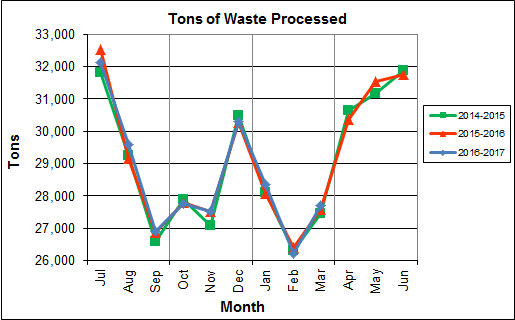 Tons of Waste Processed
33,000
32,000
31,000
30,000
29,000
28,000
27,000
26,000
Tons
Jul
Aug
Sep
Oct
Nov
Dec
Jan
Feb
Mar
Apr
May
Jun
Month
2014-2015
2015-2016
2016-2017